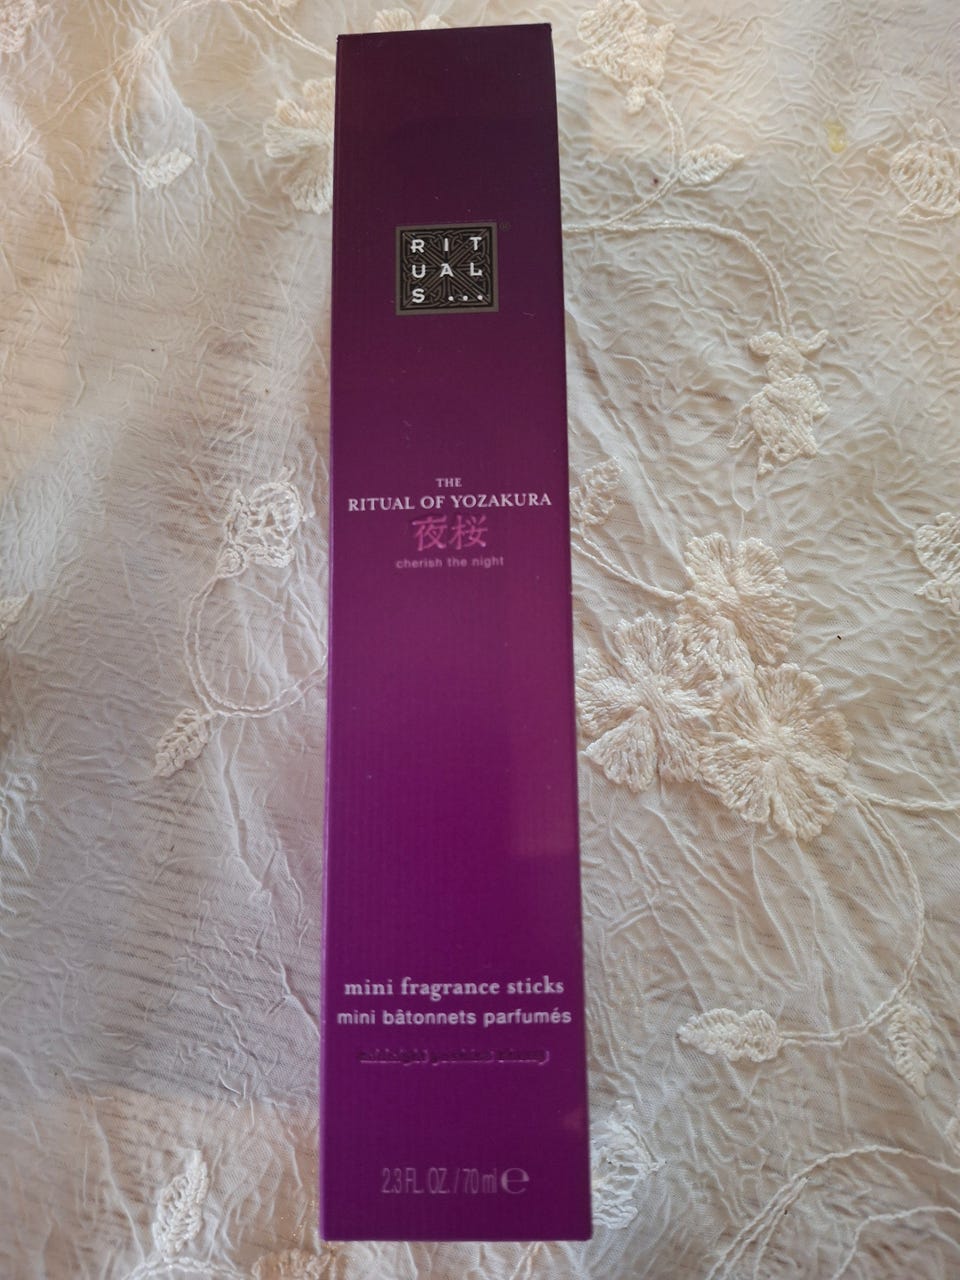 RIT
UAL
S...
®
THE
RITUAL OF YOZAKURA
夜桜
cherish the night
mini fragrance sticks
mini bâtonnets parfumés
2.3 FL. OZ. / 70 ml ℮